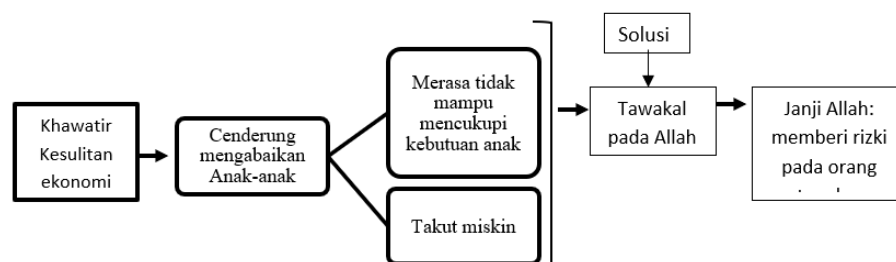 Khawatir
Kesulitan
ekonomi
Cenderung
mengabaikan
Anak-anak
Merasa tidak
mampu
mencukupi
kebutuan anak
Takut miskin
Solusi
Tawakal
pada Allah
Janji Allah:
memberi rizki
pada orang